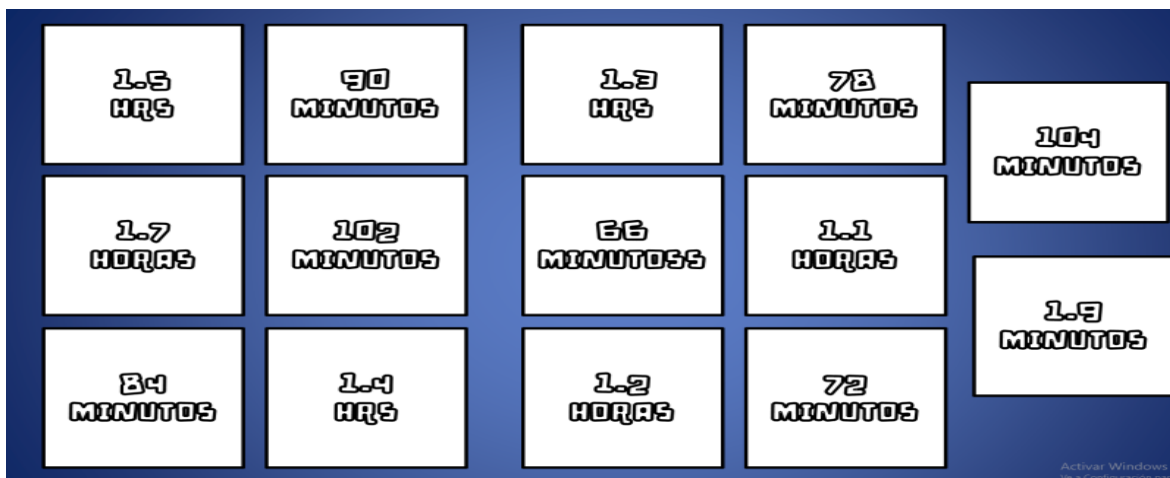 1.5
HRS
90
MINUTOS
1.3
HRS
78
MINUTOS
104
MINUTOS
1.7
HORAS
102
MINUTOS
66
MINUTOSS
1.1
HORAS
1.9
MINUTOS
84
MINUTOS
1.4
HRS
1.2
HORAS
72
MINUTOS
Activar Windows